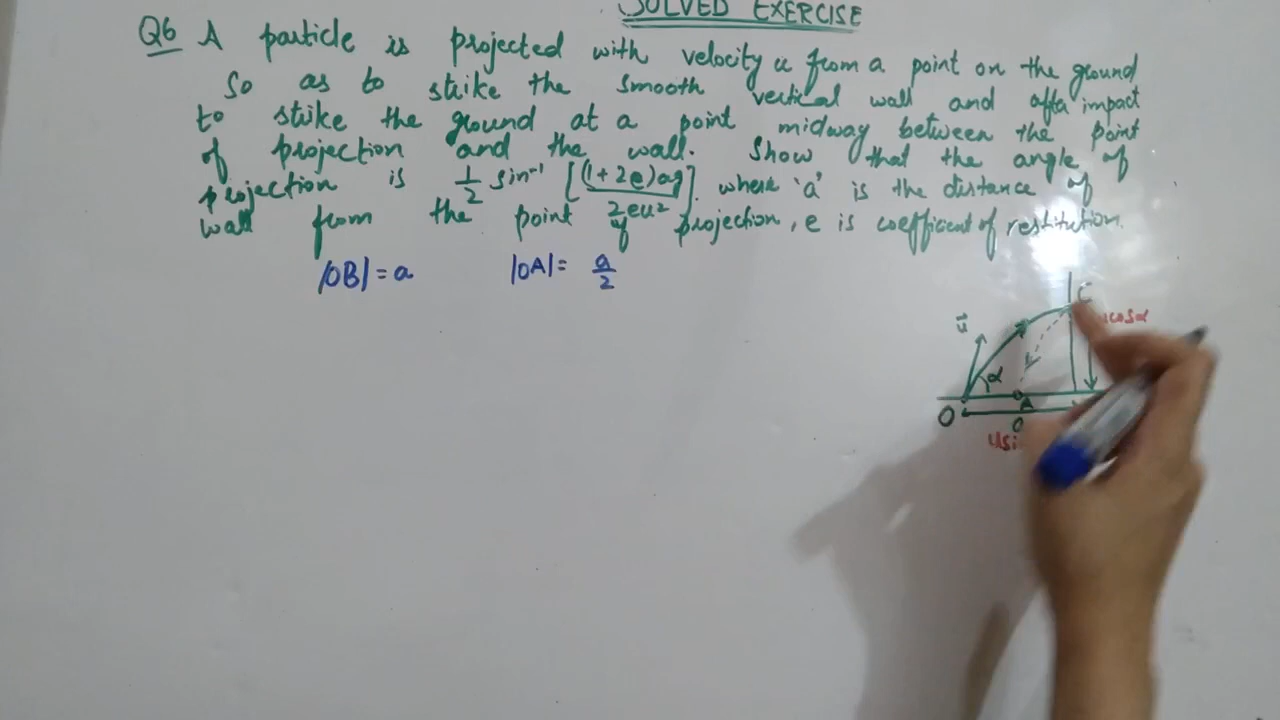 SOLVED EXERCISE
Q6 A particle is projected with velocity u from a point on the ground
so as to strike the smooth vertical wall and after impact
to strike the ground at a point midway between the point
of projection and the wall. Show that the angle of
projection is 1/2 sin⁻¹ [(1+2e)ag / 2eu²] where 'a' is the distance of
wall from the point of projection, e is coefficient of restitution.
|OB| = a |OA| = a/2
C
u cosα
α
O
A